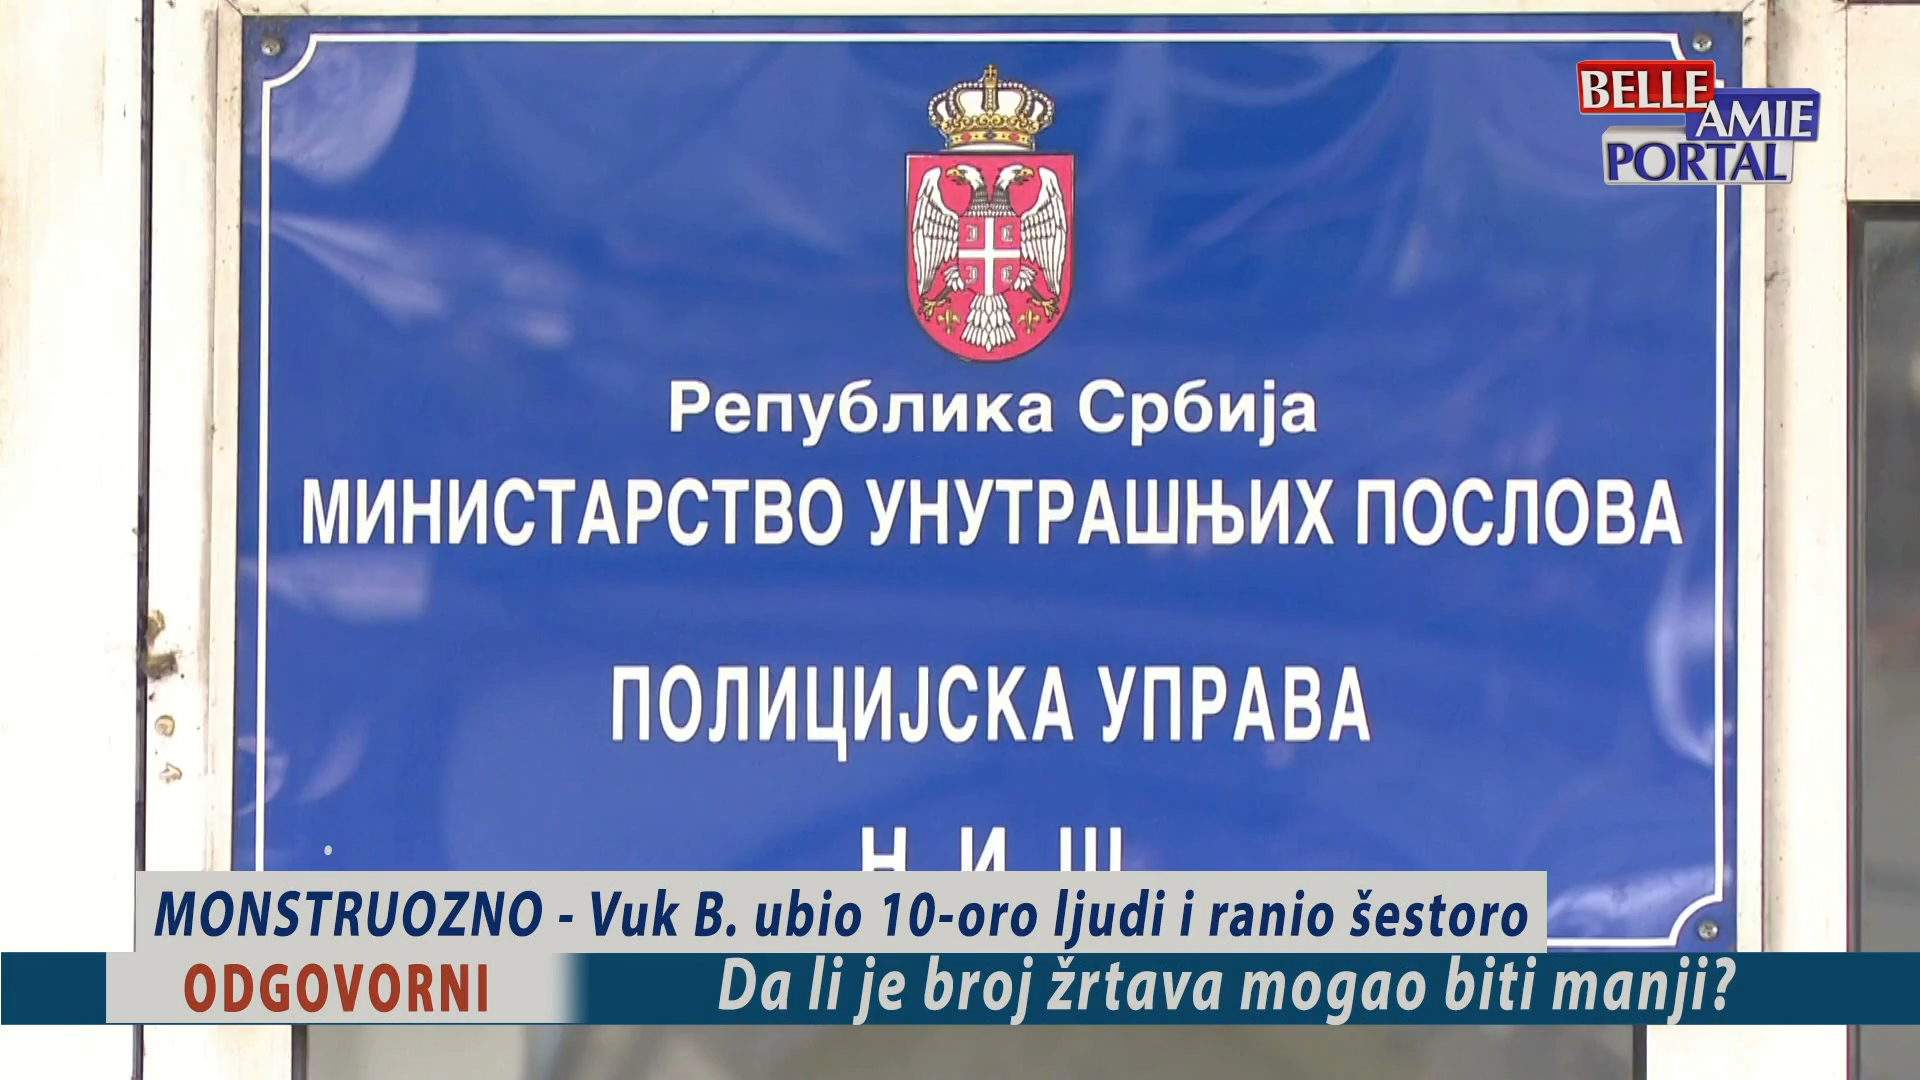 BELLE
AMIE
PORTAL
Република Србија
МИНИСТАРСТВО УНУТРАШЊИХ ПОСЛОВА
ПОЛИЦИЈСКА УПРАВА
Н И Ш
MONSTRUOZNO - Vuk B. ubio 10-oro ljudi i ranio šestoro
ODGOVORNI
Da li je broj žrtava mogao biti manji?